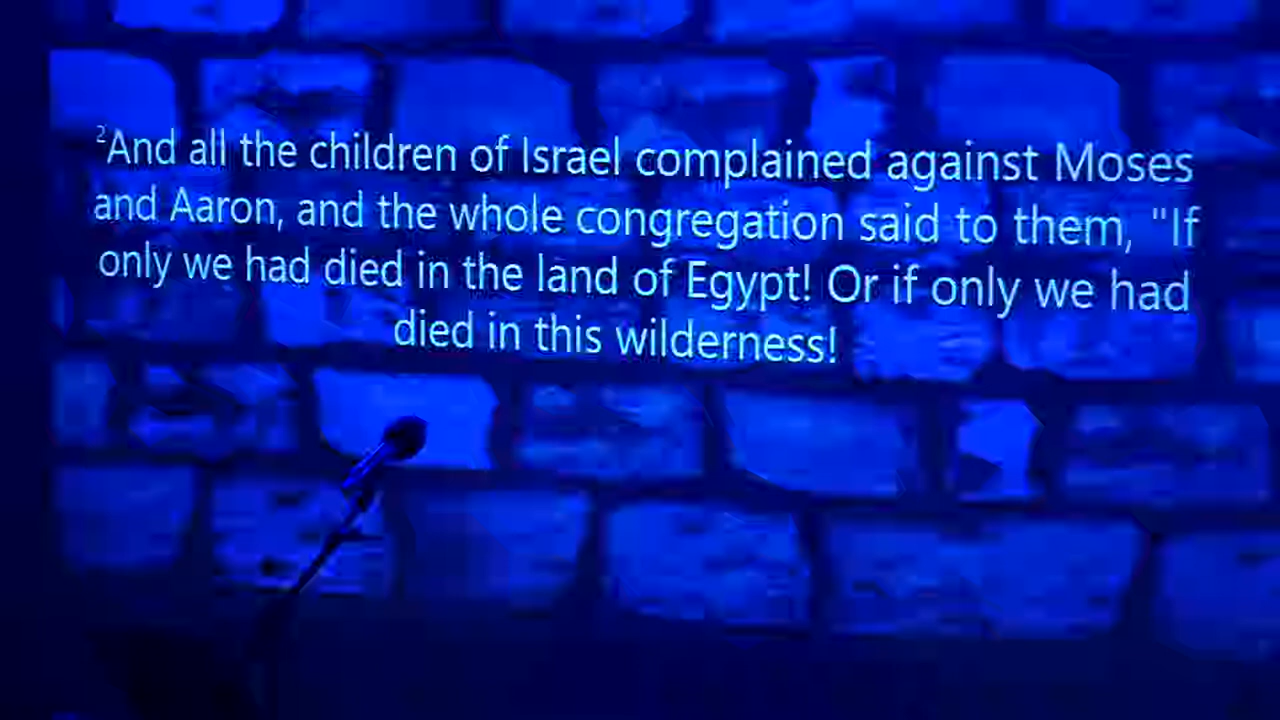 ²And all the children of Israel complained against Moses
and Aaron, and the whole congregation said to them, "If
only we had died in the land of Egypt! Or if only we had
died in this wilderness!